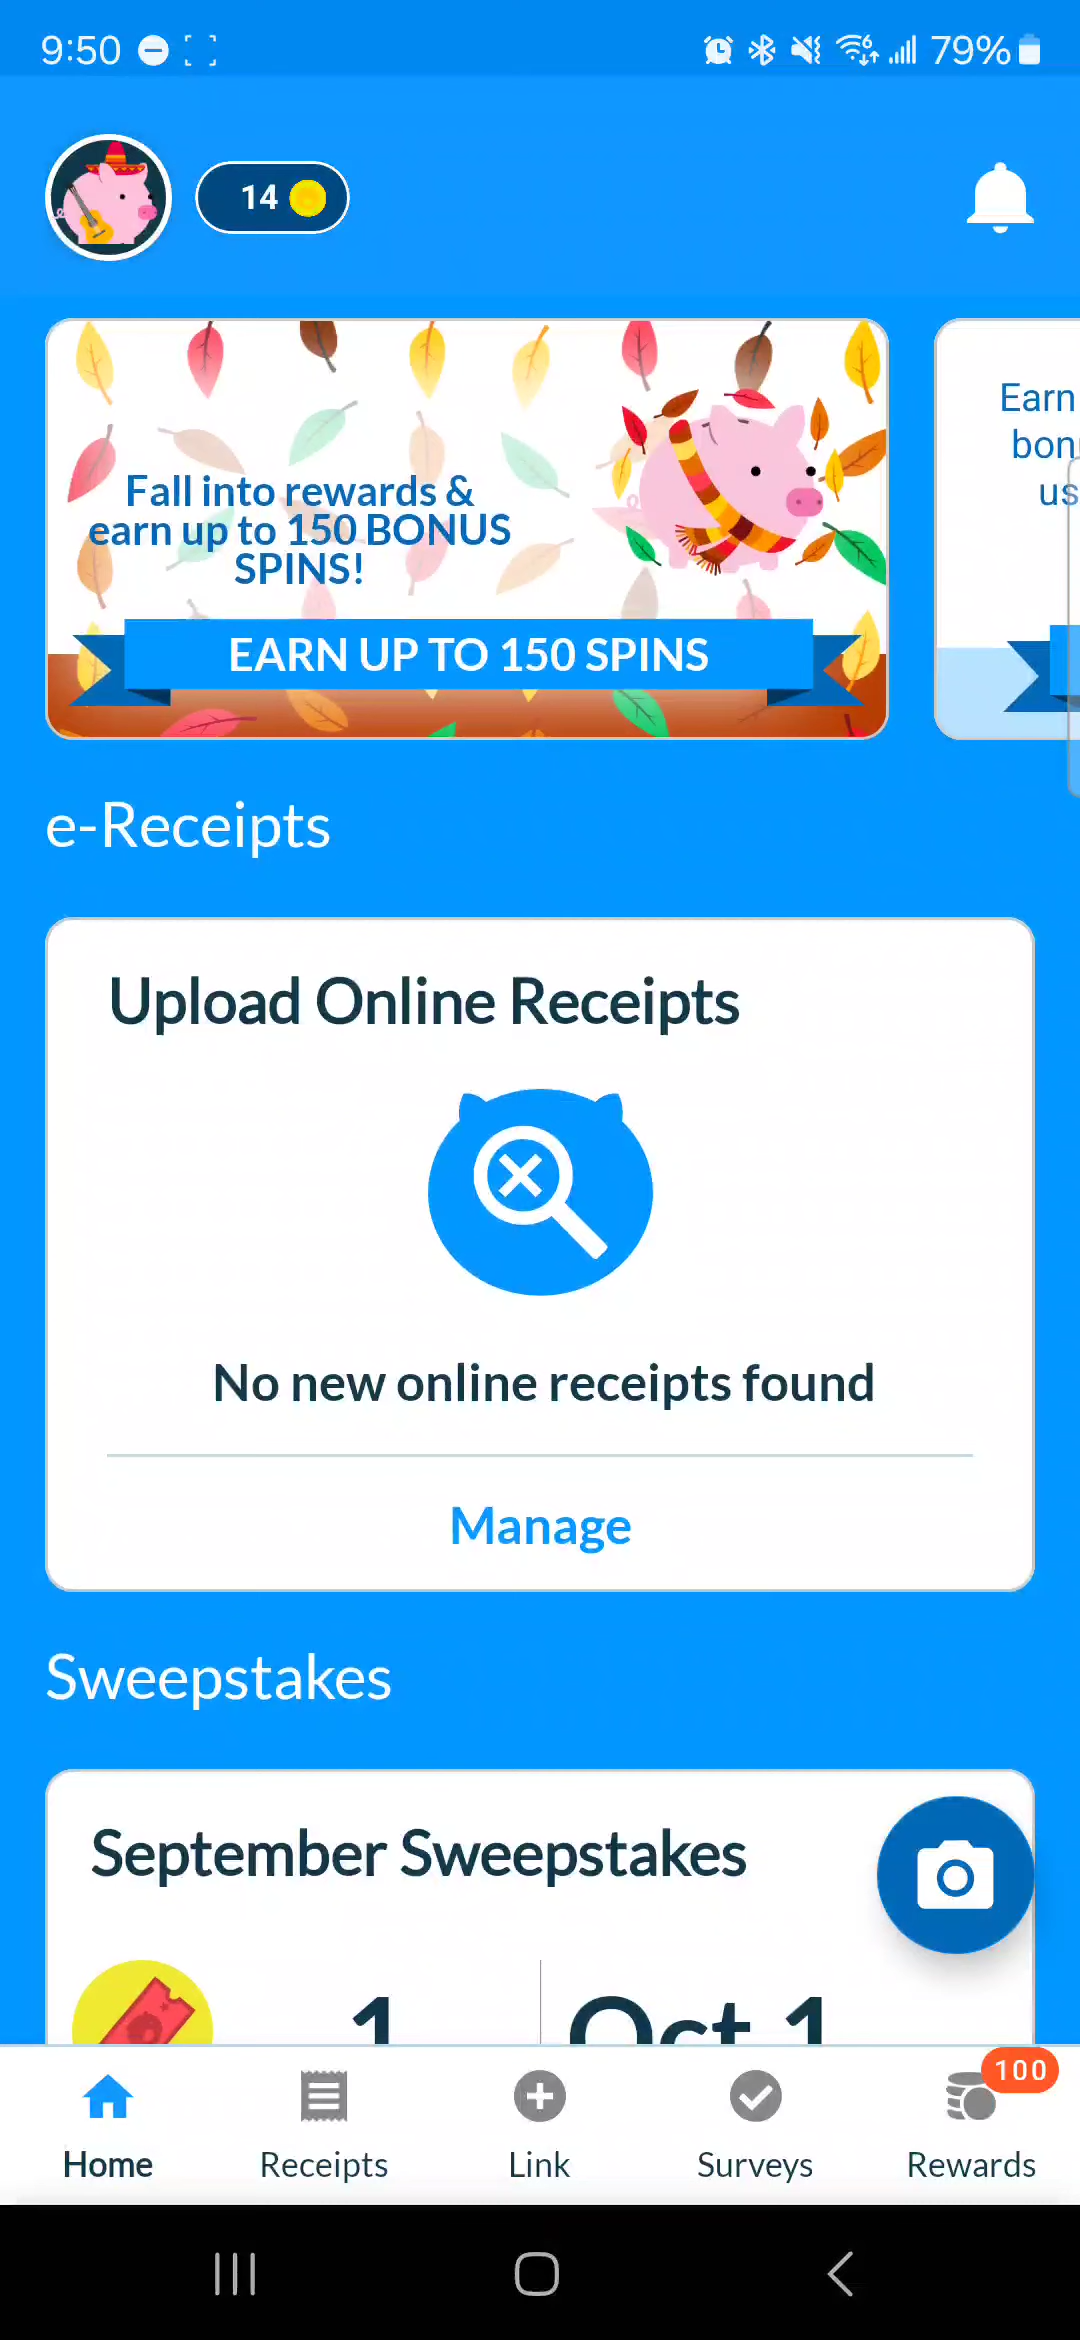 9:50
79%
14
Fall into rewards &
earn up to 150 BONUS
SPINS!
EARN UP TO 150 SPINS
Earn
bon
us
e-Receipts
Upload Online Receipts
No new online receipts found
Manage
Sweepstakes
September Sweepstakes
1
Oct 1
100
Home
Receipts
Link
Surveys
Rewards